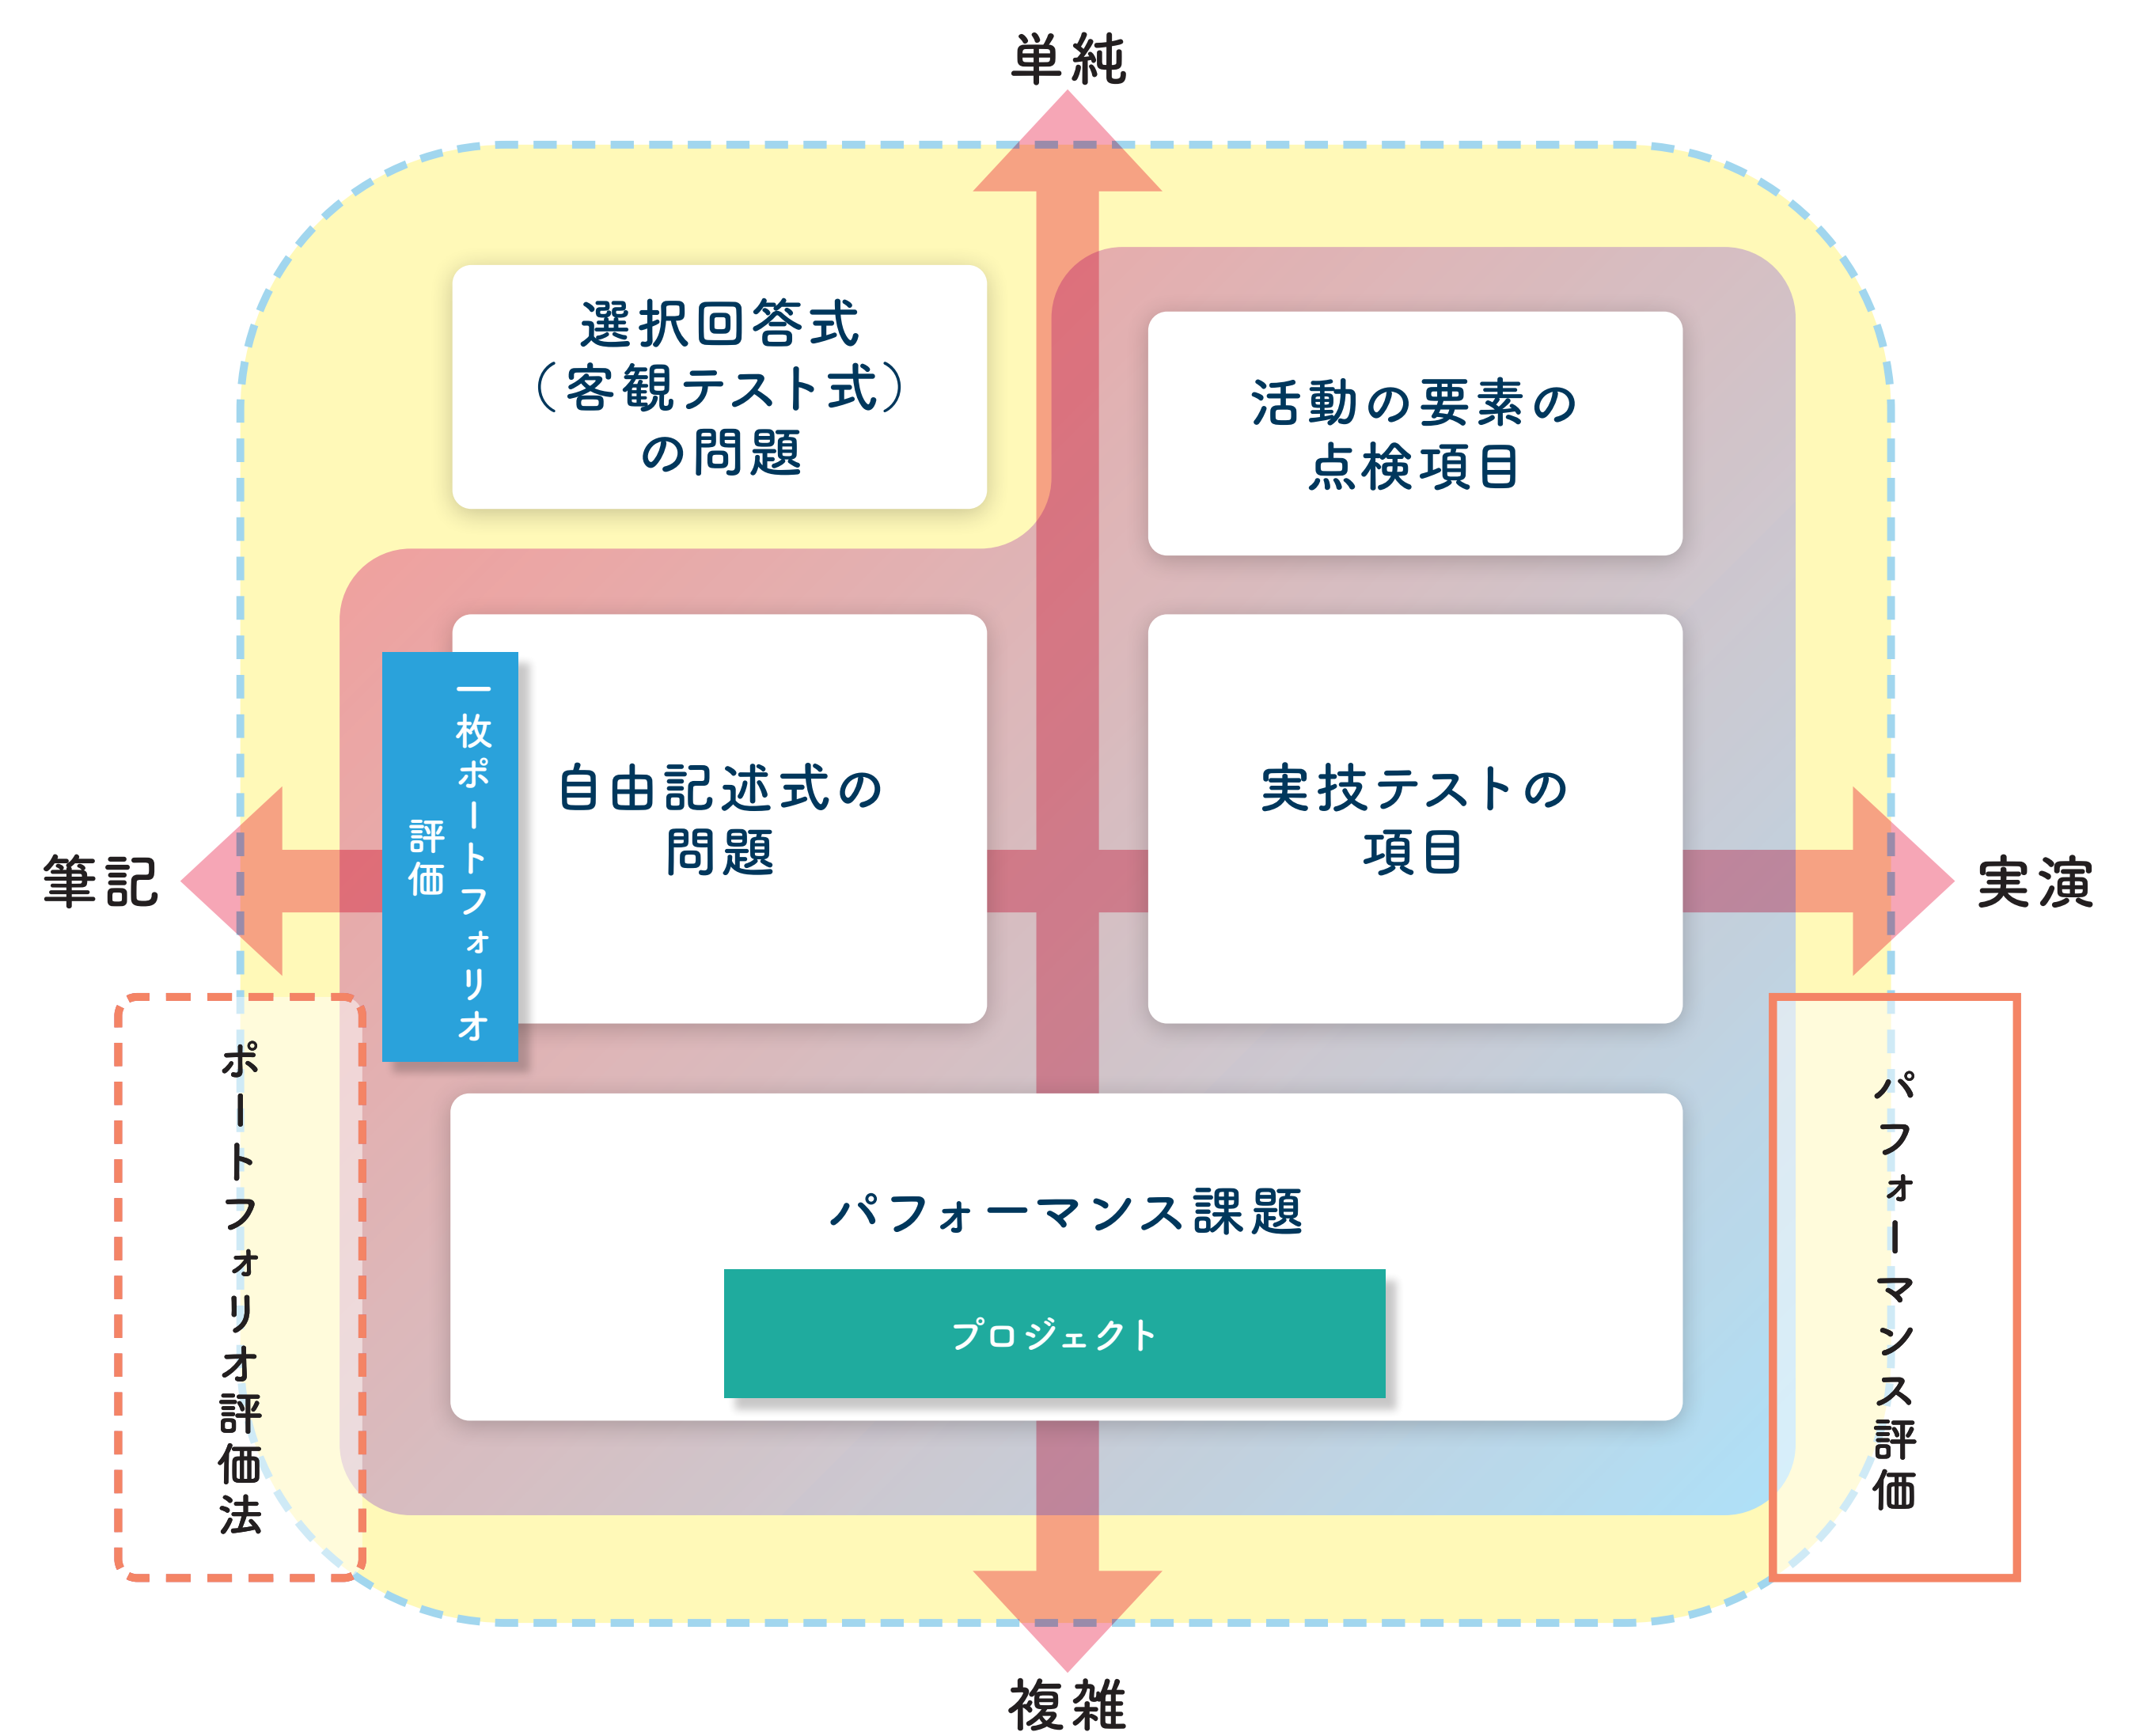 単純
選択回答式
（客観テスト式）
の問題
活動の要素の
点検項目
一枚ポートフォリオ
評価
自由記述式の
問題
実技テストの
項目
筆記
実演
ポートフォリオ評価法
パフォーマンス評価
パフォーマンス課題
プロジェクト
複雑